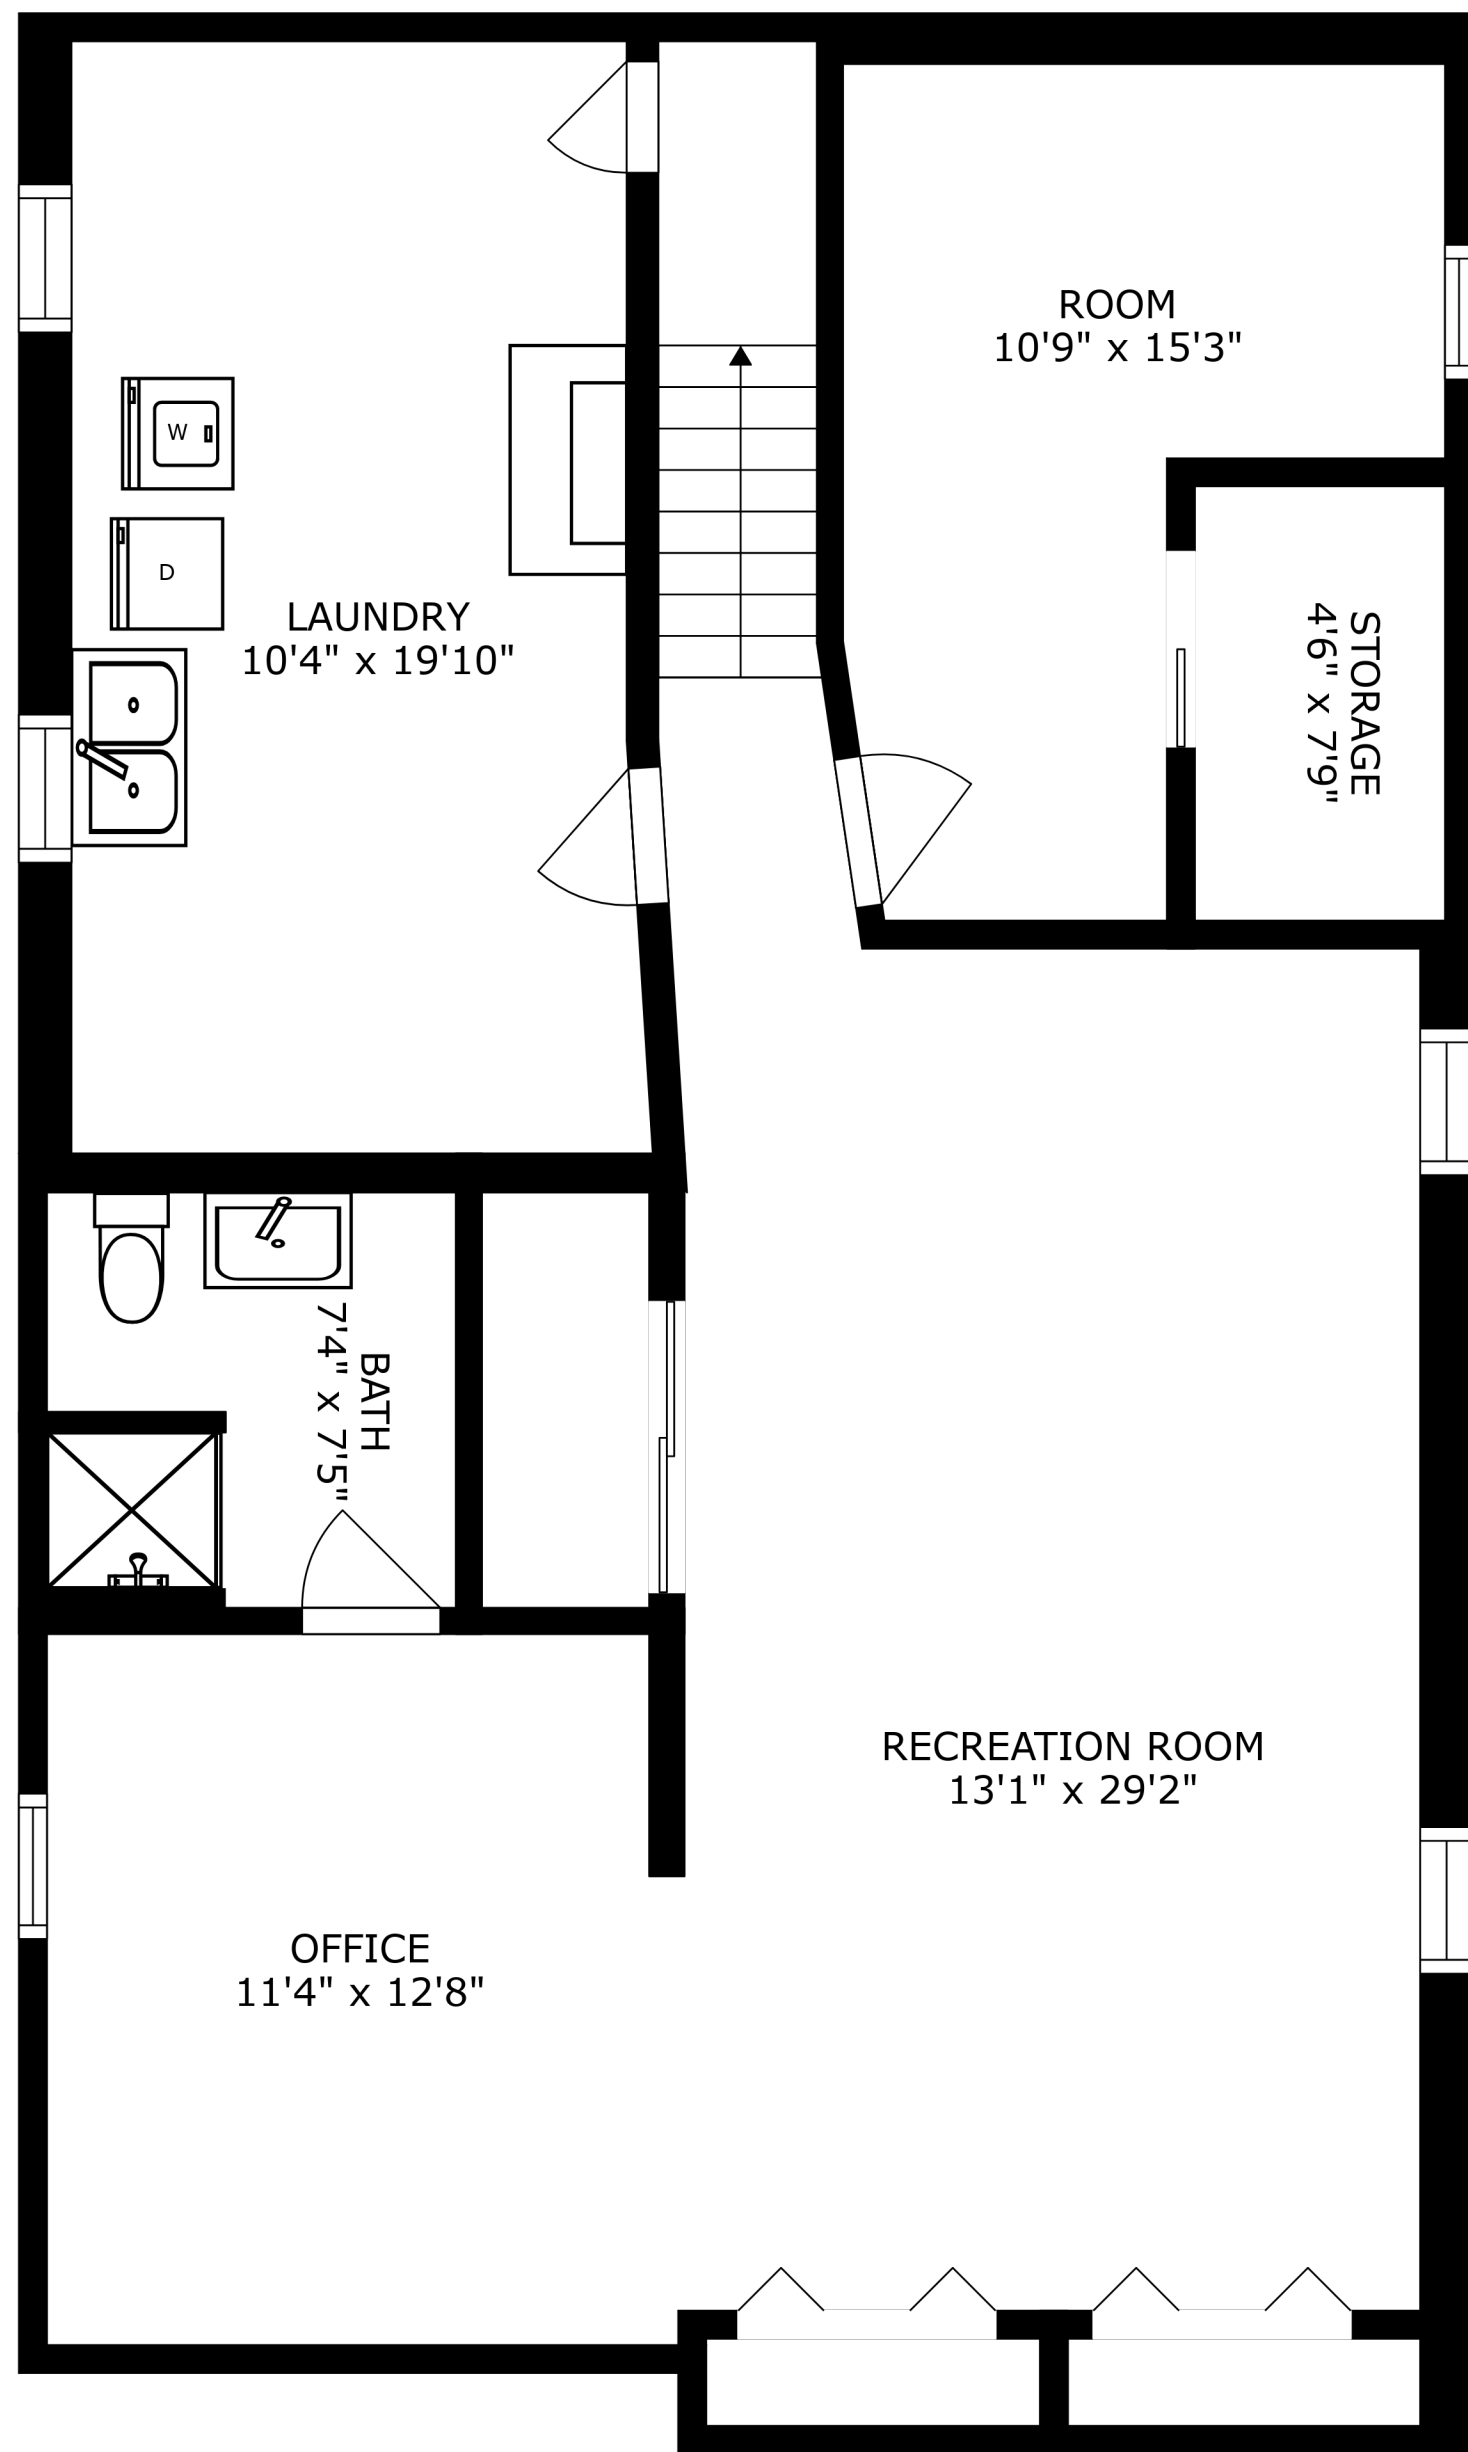 ROOM
10'9" x 15'3"
W
D
LAUNDRY
10'4" x 19'10"
STORAGE
4'6" x 7'9"
BATH
7'4" x 7'5"
RECREATION ROOM
13'1" x 29'2"
OFFICE
11'4" x 12'8"